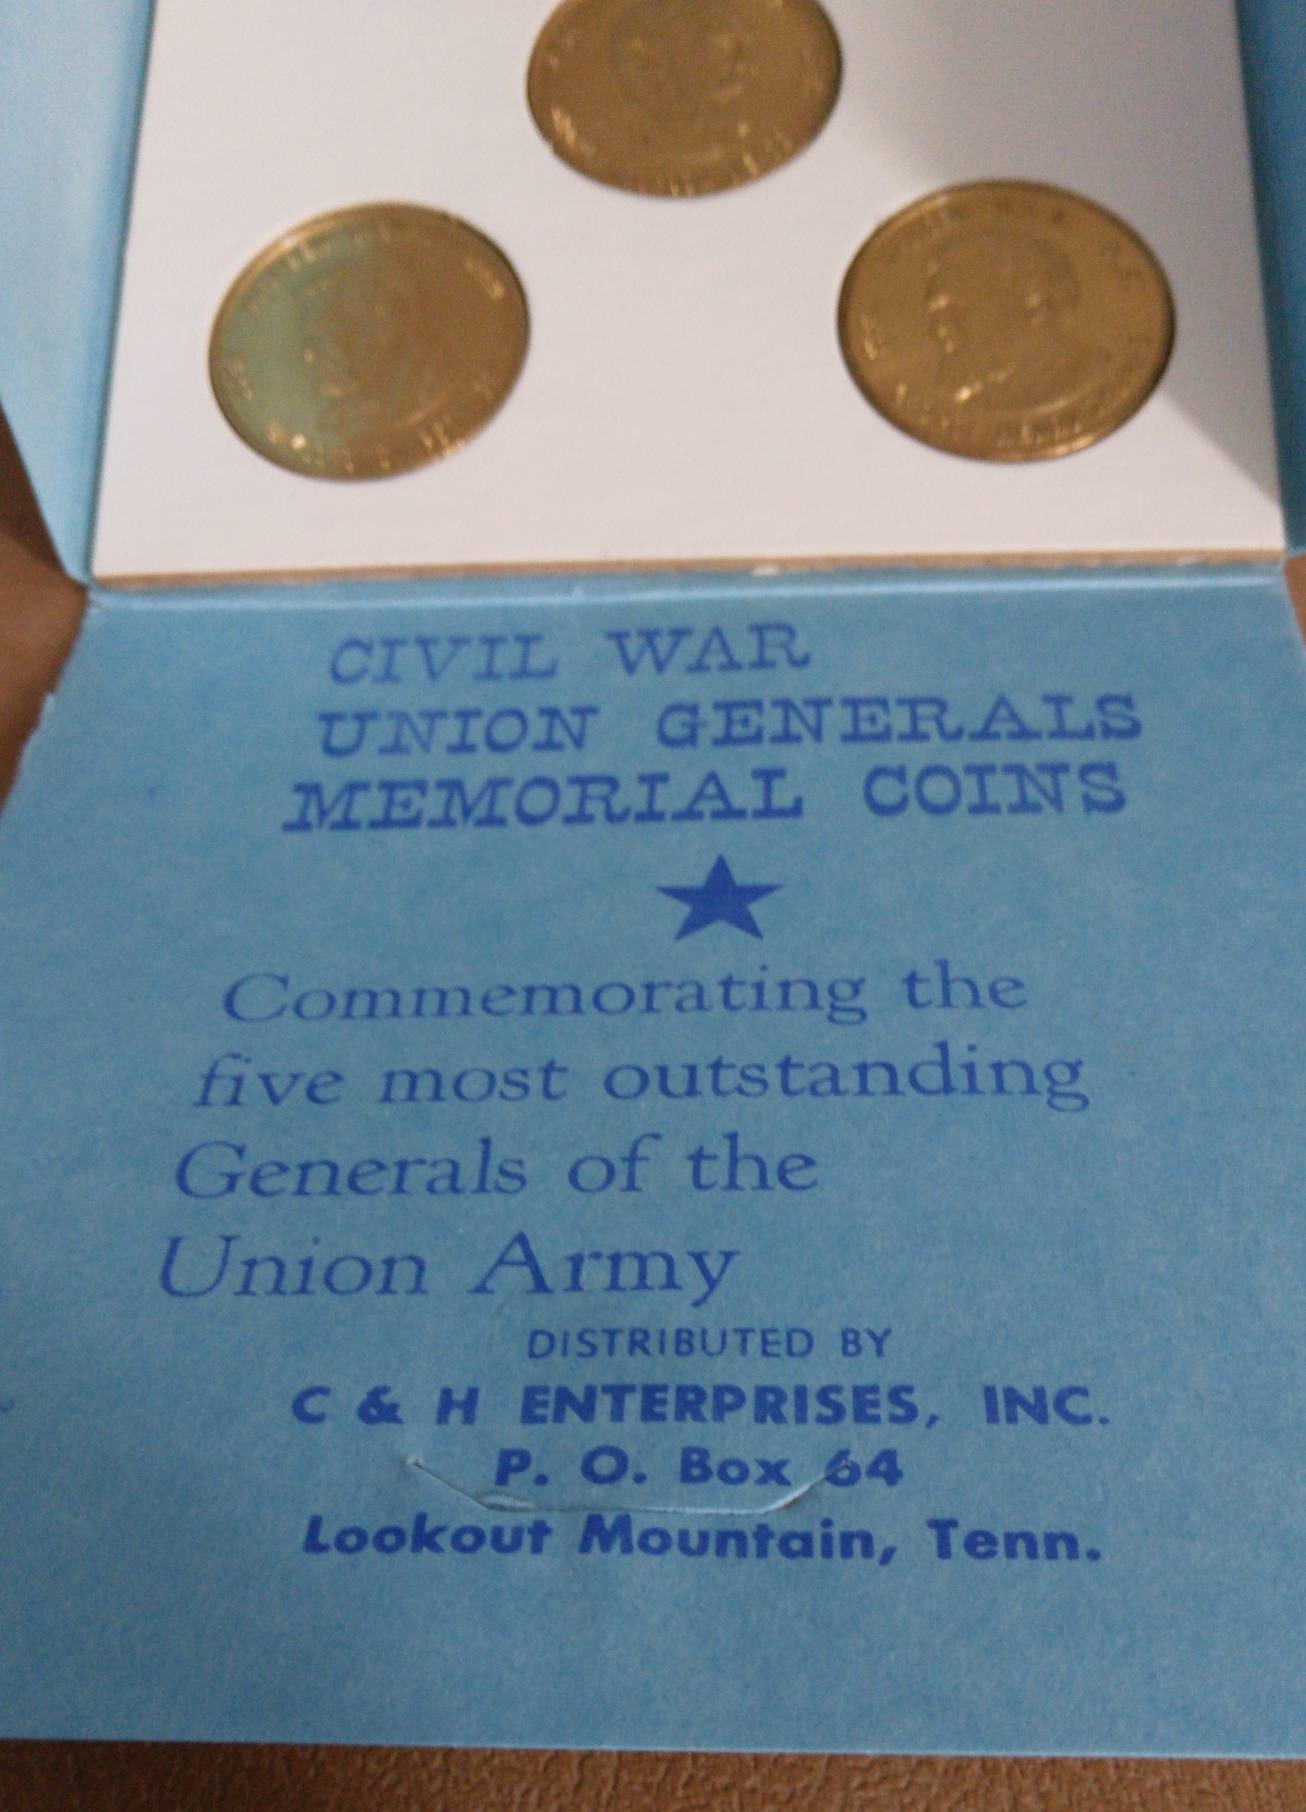 CIVIL WAR
UNION GENERALS
MEMORIAL COINS
Commemorating the
five most outstanding
Generals of the
Union Army
DISTRIBUTED BY
C & H ENTERPRISES, INC.
P. O. Box 64
Lookout Mountain, Tenn.